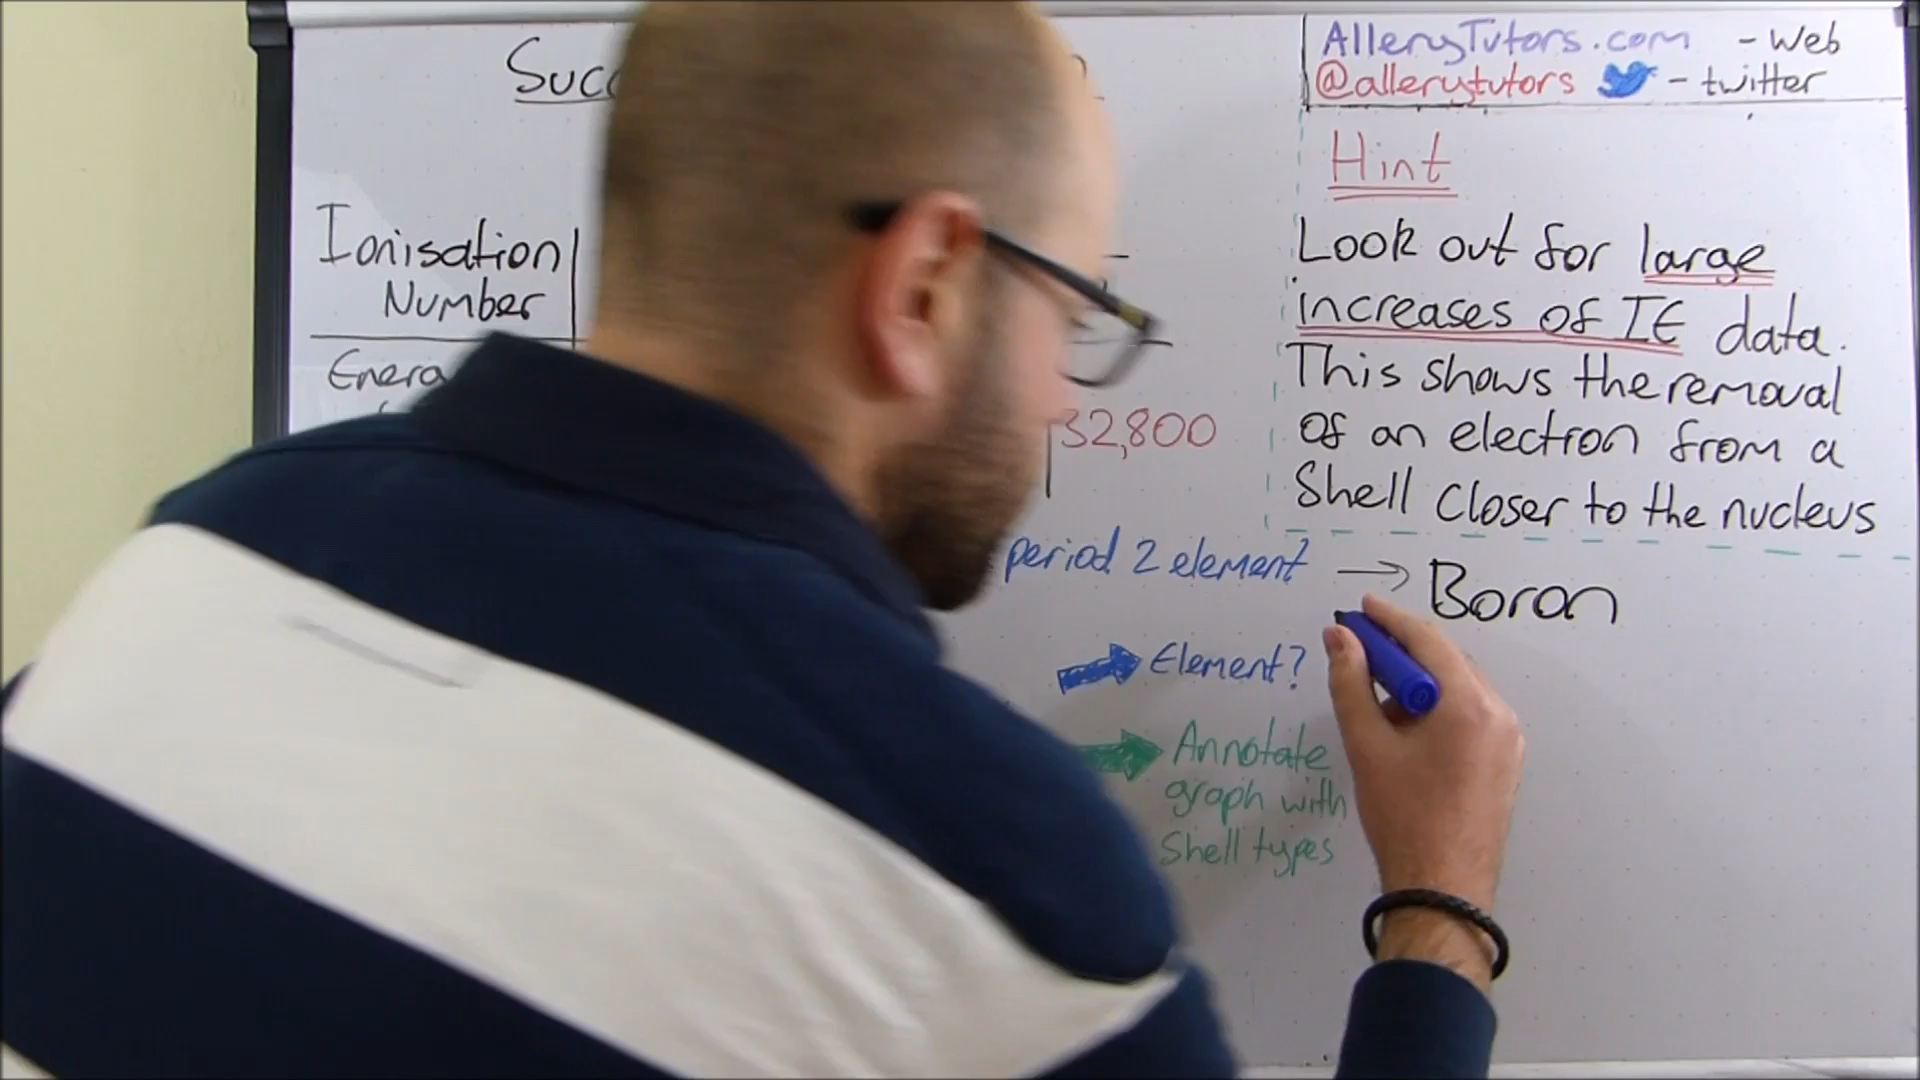 AlleryTutors.com - Web
@allerytutors - twitter
Hint
Ionisation
Number
Look out for large
increases of IE data.
This shows the removal
of an electron from a
Shell closer to the nucleus
32,800
period 2 element? → Boron
Element?
Annotate
graph with
Shell types